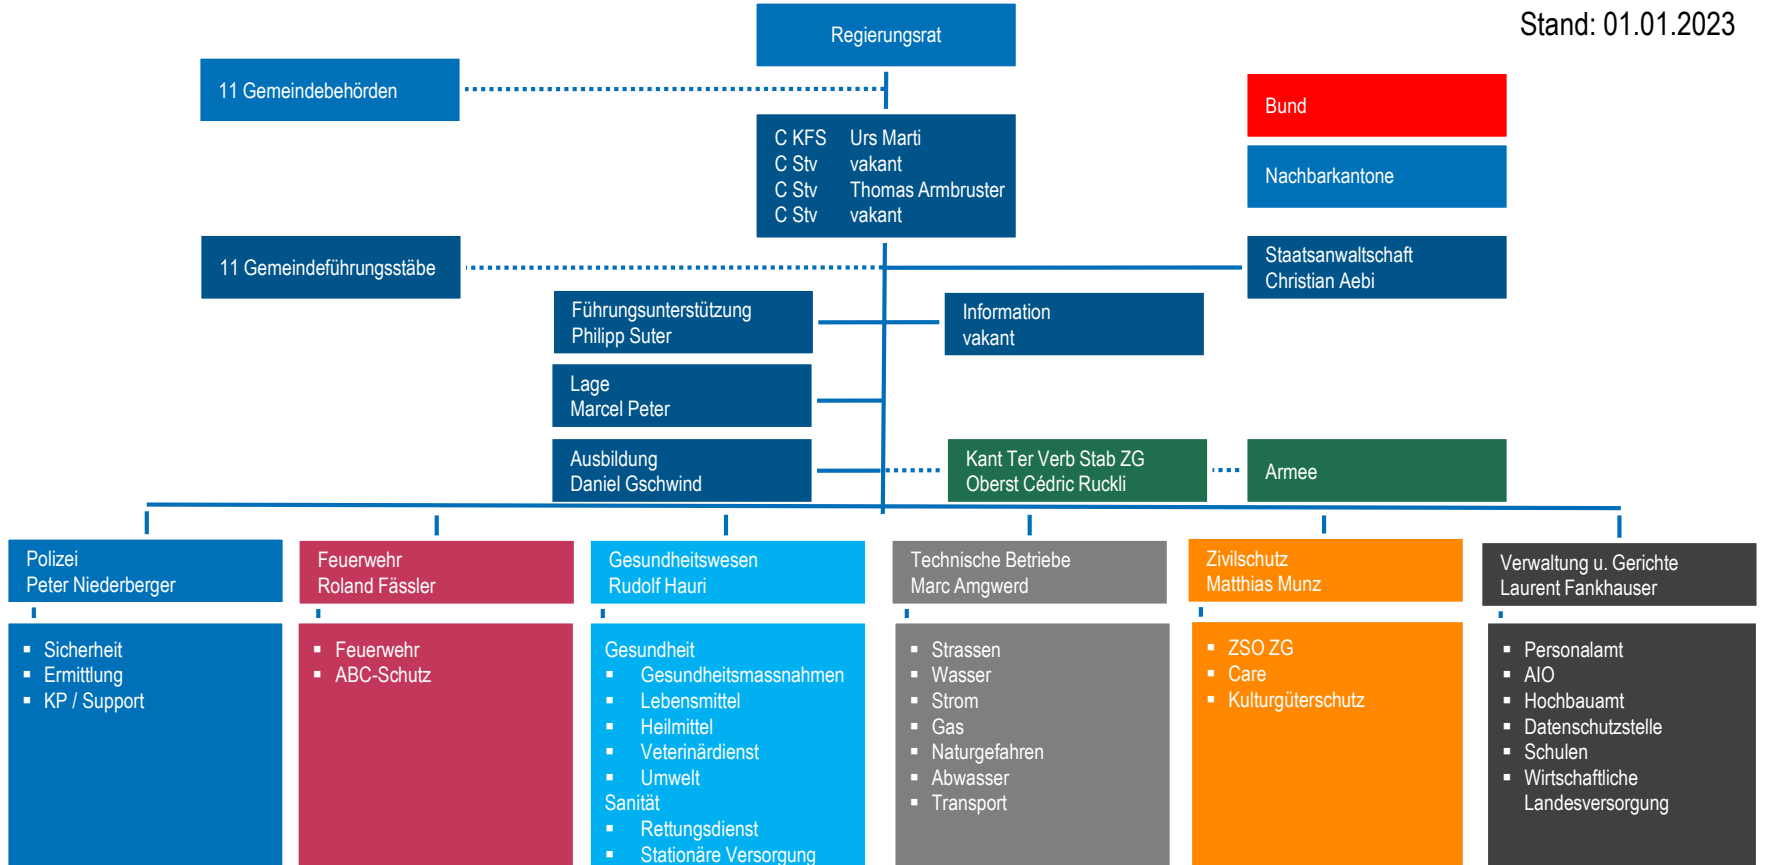 Stand: 01.01.2023
Regierungsrat
11 Gemeindebehörden
Bund
C KFS Urs Marti
C Stv vakant
C Stv Thomas Armbruster
C Stv vakant
Nachbarkantone
11 Gemeindeführungsstäbe
Staatsanwaltschaft
Christian Aebi
Führungsunterstützung
Philipp Suter
Information
vakant
Lage
Marcel Peter
Ausbildung
Daniel Gschwind
Kant Ter Verb Stab ZG
Oberst Cédric Ruckli
Armee
Polizei
Peter Niederberger
Feuerwehr
Roland Fässler
Gesundheitswesen
Rudolf Hauri
Technische Betriebe
Marc Amgwerd
Zivilschutz
Matthias Munz
Verwaltung u. Gerichte
Laurent Fankhauser
▪ Sicherheit
▪ Ermittlung
▪ KP / Support
▪ Feuerwehr
▪ ABC-Schutz
Gesundheit
▪ Gesundheitsmassnahmen
▪ Lebensmittel
▪ Heilmittel
▪ Veterinärdienst
▪ Umwelt
Sanität
▪ Rettungsdienst
▪ Stationäre Versorgung
▪ Strassen
▪ Wasser
▪ Strom
▪ Gas
▪ Naturgefahren
▪ Abwasser
▪ Transport
▪ ZSO ZG
▪ Care
▪ Kulturgüterschutz
▪ Personalamt
▪ AIO
▪ Hochbauamt
▪ Datenschutzstelle
▪ Schulen
▪ Wirtschaftliche
Landesversorgung